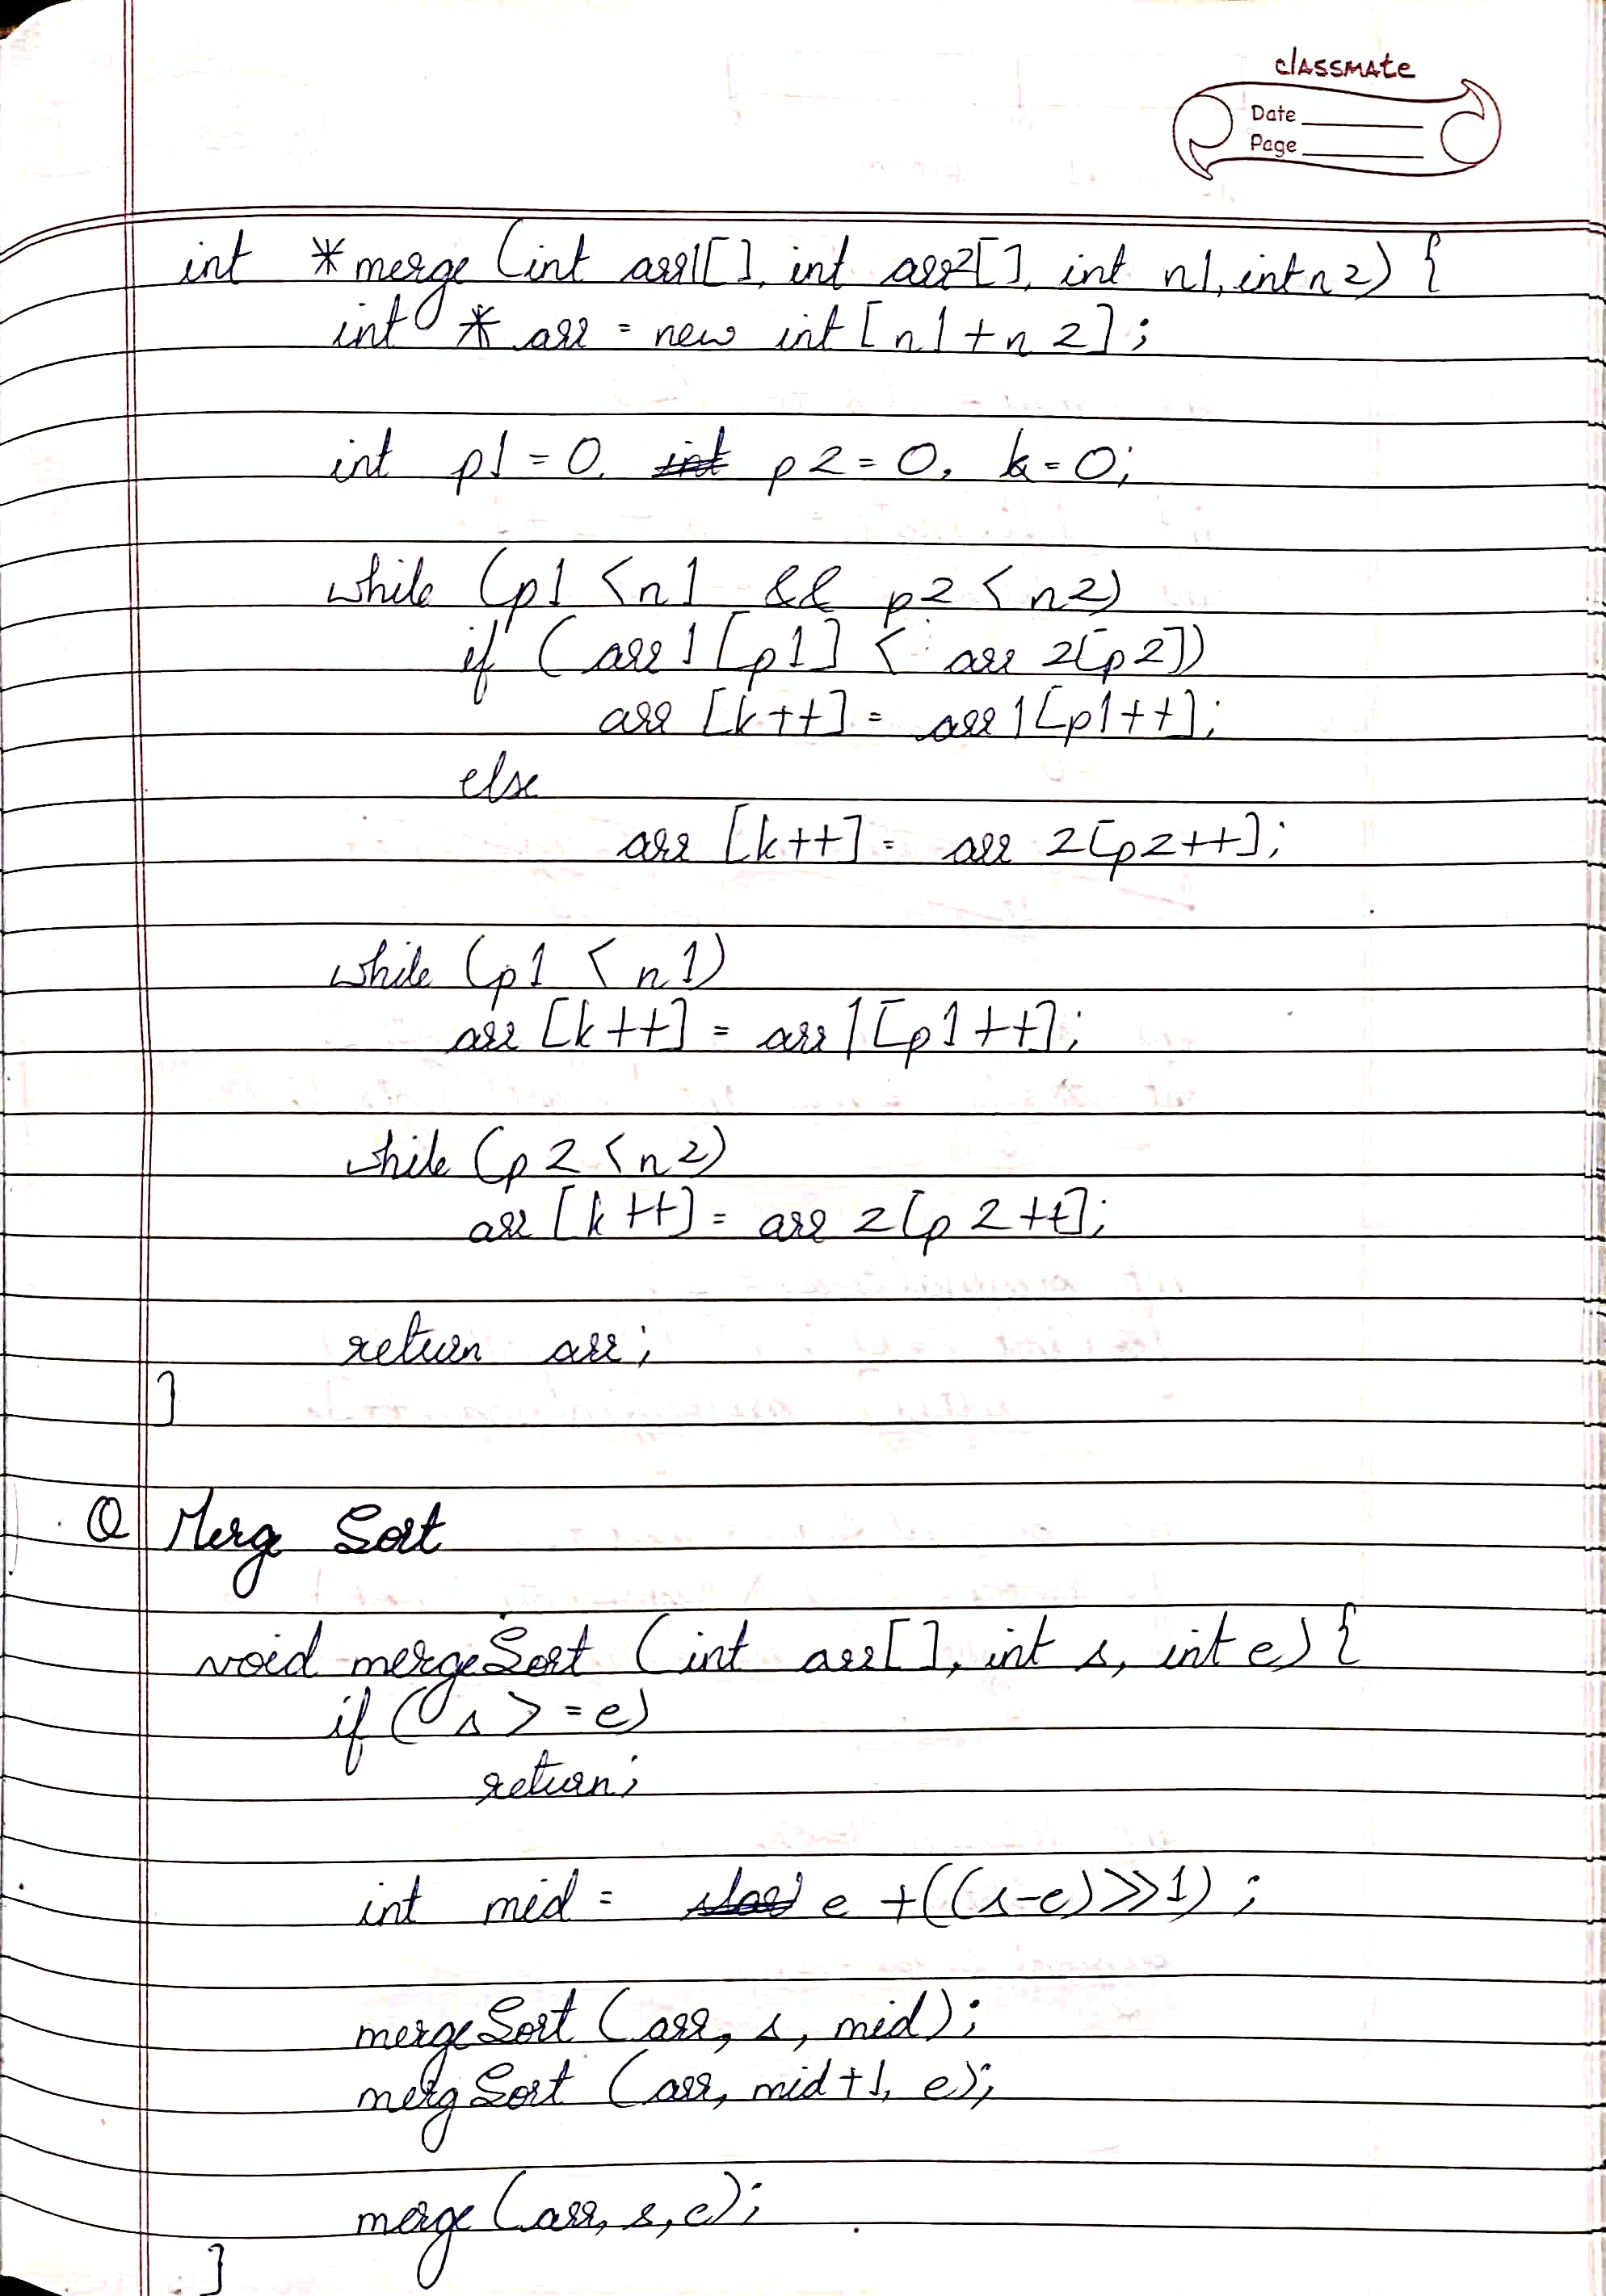 classmate
Date
Page
int *merge (int arr1[], int arr2[], int n1, int n2) {
int * arr = new int [n1+n2];
int p1 = 0, int p2 = 0, k = 0;
while (p1 < n1 && p2 < n2)
if (arr1[p1] < arr2[p2])
arr[k++] = arr1[p1++];
else
arr[k++] = arr2[p2++];
while (p1 < n1)
arr[k++] = arr1[p1++];
while (p2 < n2)
arr[k++] = arr2[p2++];
return arr;
}
Q Merg Sort
void mergeSort (int arr[], int s, int e) {
if (s >= e)
return;
int mid = e + ((s-e) >> 1);
mergeSort (arr, s, mid);
mergSort (arr, mid+1, e);
merge (arr, s, e);
}